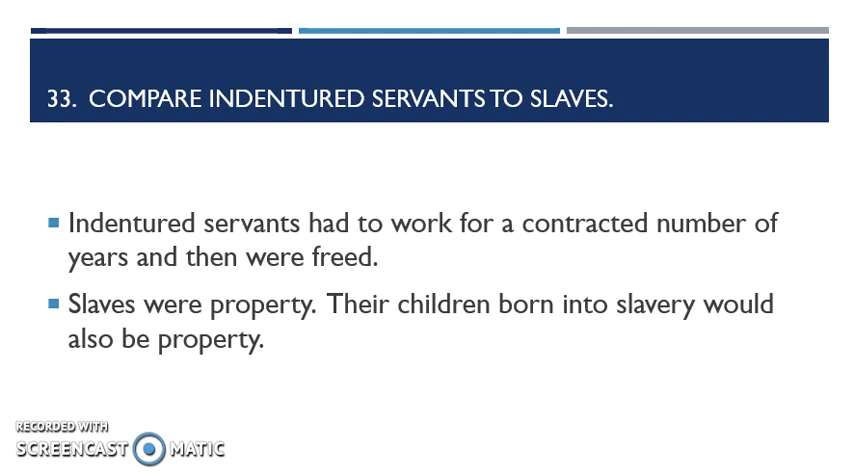 33. COMPARE INDENTURED SERVANTS TO SLAVES.
Indentured servants had to work for a contracted number of
years and then were freed.
Slaves were property. Their children born into slavery would
also be property.
RECORDED WITH
SCREENCAST MATIC